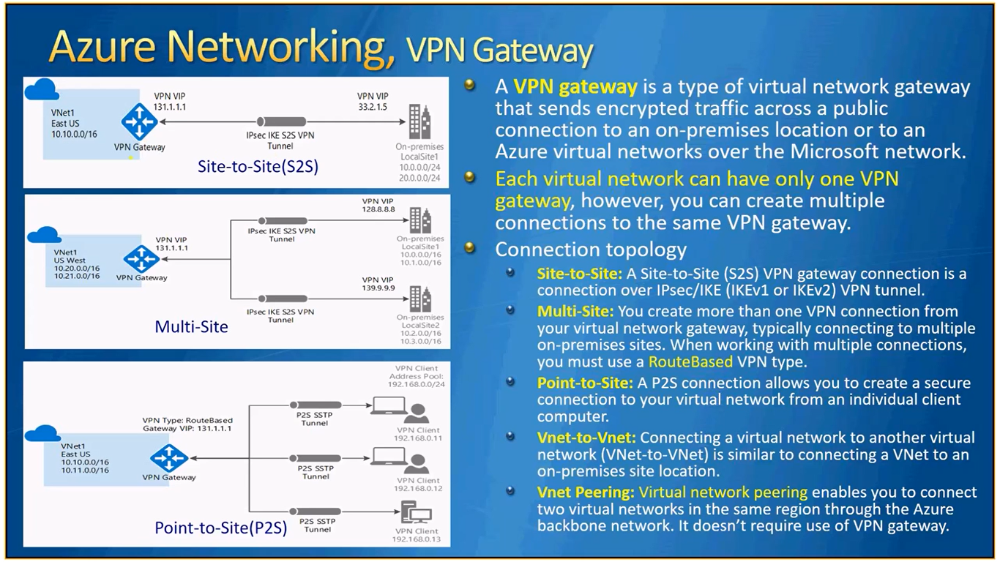 Azure Networking, VPN Gateway
VPN VIP
131.1.1.1
VPN VIP
33.2.1.5
VNet1
East US
10.10.0.0/16
VPN Gateway
IPsec IKE S2S VPN
Tunnel
On-premises
LocalSite1
10.0.0.0/24
20.0.0.0/24
Site-to-Site(S2S)
VPN VIP
128.8.8.8
IPsec IKE S2S VPN
Tunnel
On-premises
LocalSite1
10.0.0.0/16
10.1.0.0/16
VPN VIP
131.1.1.1
VNet1
US West
10.20.0.0/16
10.21.0.0/16
VPN Gateway
VPN VIP
139.9.9.9
IPsec IKE S2S VPN
Tunnel
On-premises
LocalSite2
10.2.0.0/16
10.3.0.0/16
Multi-Site
VPN Client
Address Pool:
192.168.0.0/24
P2S SSTP
Tunnel
VPN Client
192.168.0.11
VPN Type: RouteBased
Gateway VIP: 131.1.1.1
VNet1
East US
10.10.0.0/16
10.11.0.0/16
VPN Gateway
P2S SSTP
Tunnel
VPN Client
192.168.0.12
P2S SSTP
Tunnel
VPN Client
192.168.0.13
Point-to-Site(P2S)
A VPN gateway is a type of virtual network gateway
that sends encrypted traffic across a public
connection to an on-premises location or to an
Azure virtual networks over the Microsoft network.
Each virtual network can have only one VPN
gateway, however, you can create multiple
connections to the same VPN gateway.
Connection topology
Site-to-Site: A Site-to-Site (S2S) VPN gateway connection is a
connection over IPsec/IKE (IKEv1 or IKEv2) VPN tunnel.
Multi-Site: You create more than one VPN connection from
your virtual network gateway, typically connecting to multiple
on-premises sites. When working with multiple connections,
you must use a RouteBased VPN type.
Point-to-Site: A P2S connection allows you to create a secure
connection to your virtual network from an individual client
computer.
Vnet-to-Vnet: Connecting a virtual network to another virtual
network (VNet-to-VNet) is similar to connecting a VNet to an
on-premises site location.
Vnet Peering: Virtual network peering enables you to connect
two virtual networks in the same region through the Azure
backbone network. It doesn't require use of VPN gateway.